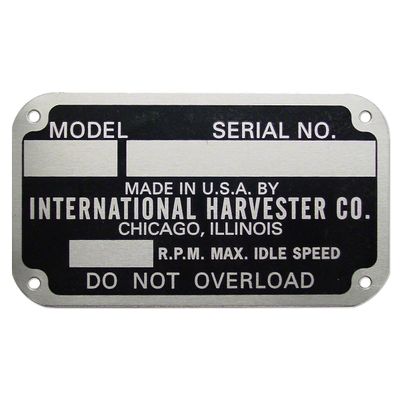 MODEL SERIAL NO.
MADE IN U.S.A. BY
INTERNATIONAL HARVESTER CO.
CHICAGO, ILLINOIS
R.P.M. MAX. IDLE SPEED
DO NOT OVERLOAD